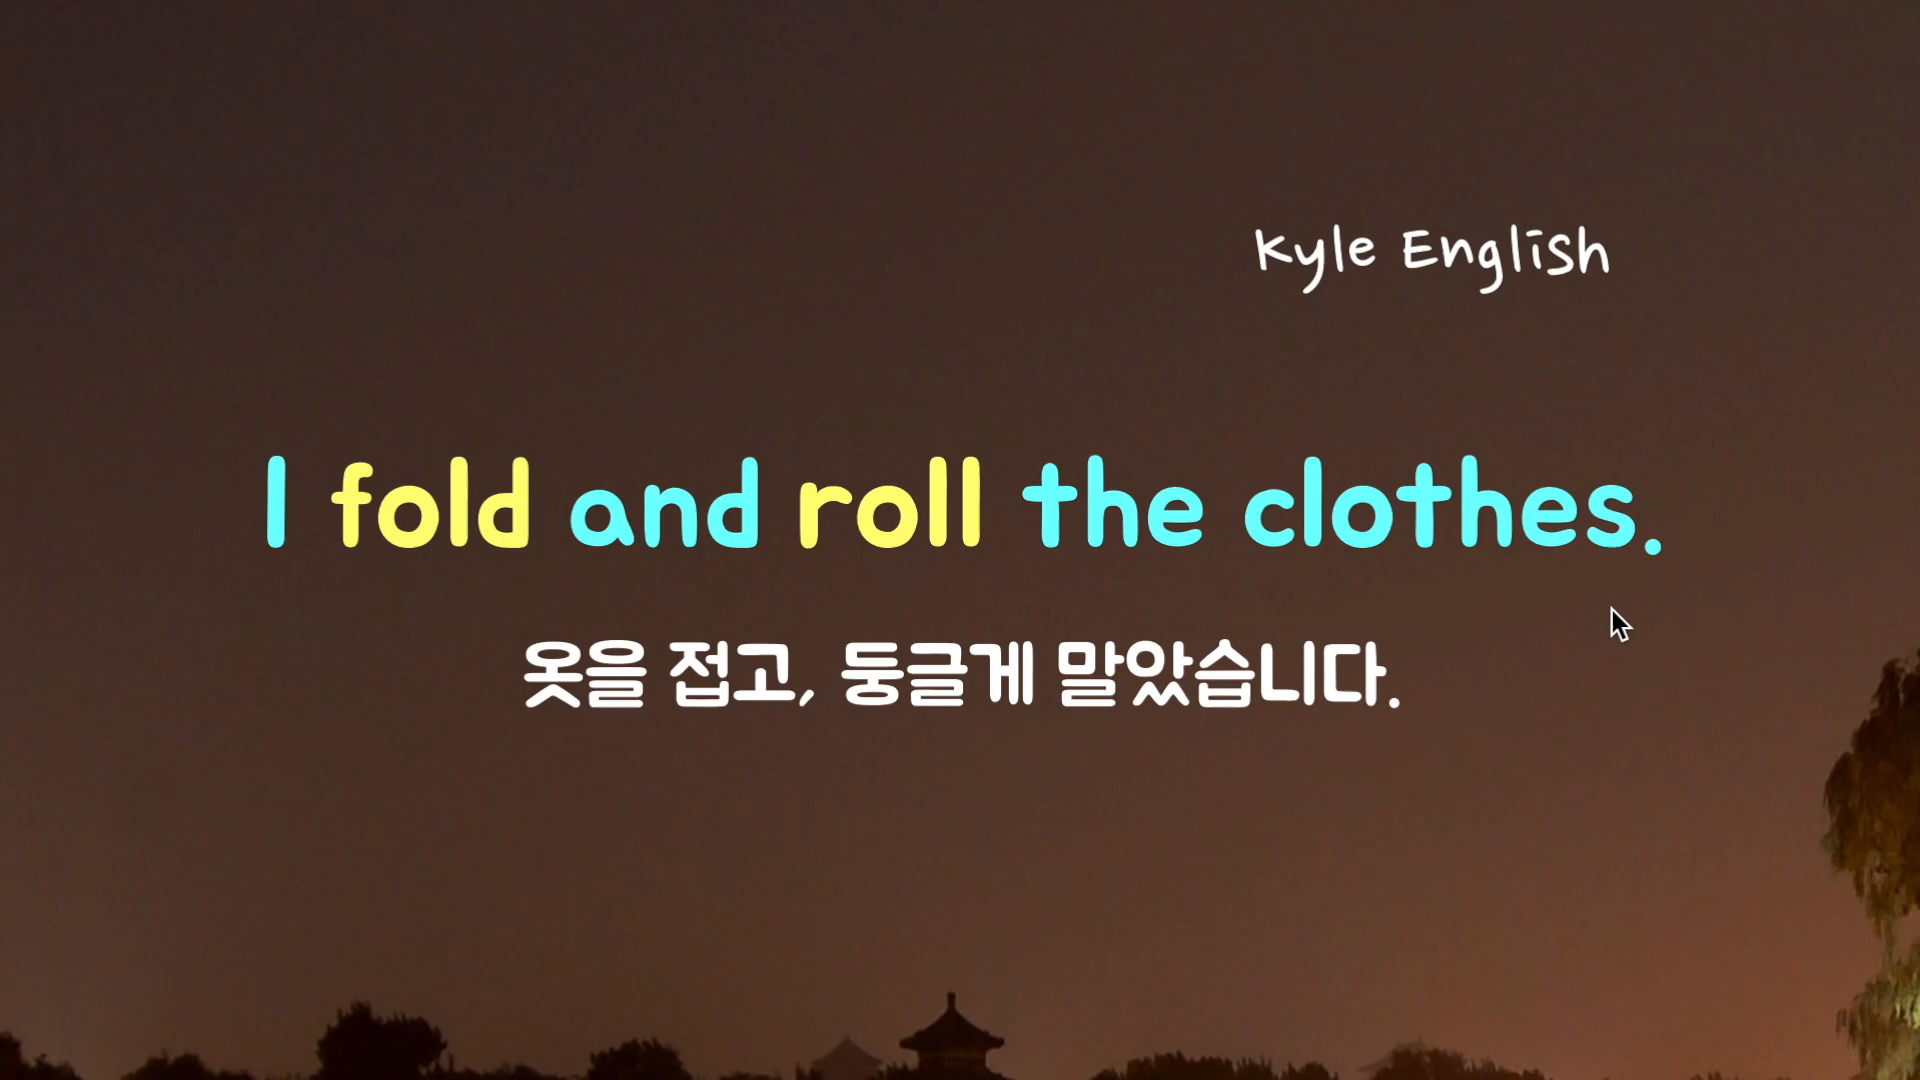 Kyle English
I fold and roll the clothes.
옷을 접고, 둥글게 말았습니다.